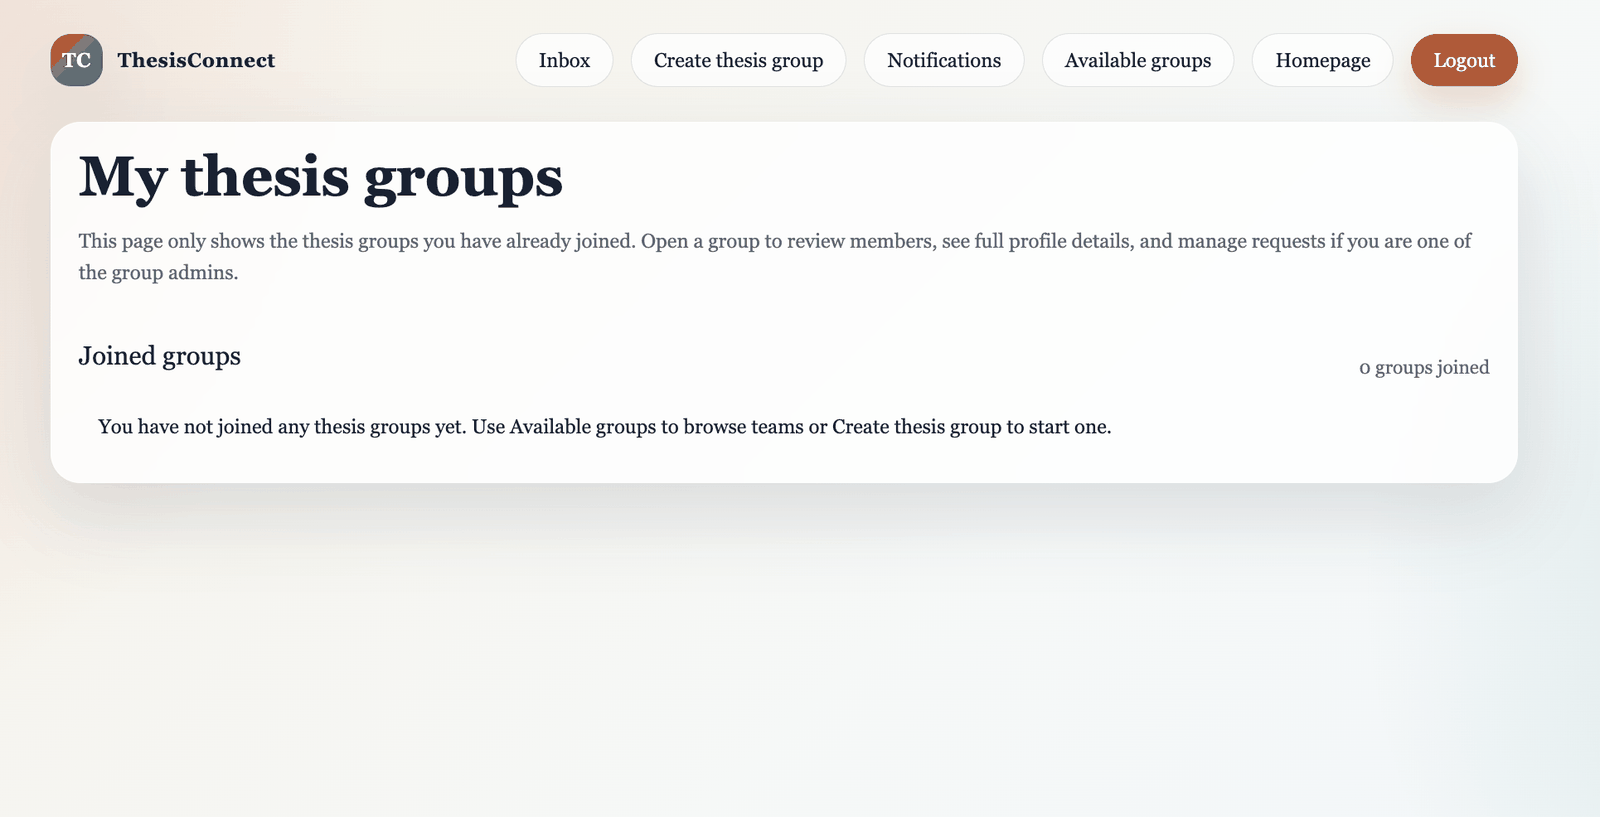 TC ThesisConnect Inbox Create thesis group Notifications Available groups Homepage Logout
My thesis groups
This page only shows the thesis groups you have already joined. Open a group to review members, see full profile details, and manage requests if you are one of
the group admins.
Joined groups
0 groups joined
You have not joined any thesis groups yet. Use Available groups to browse teams or Create thesis group to start one.